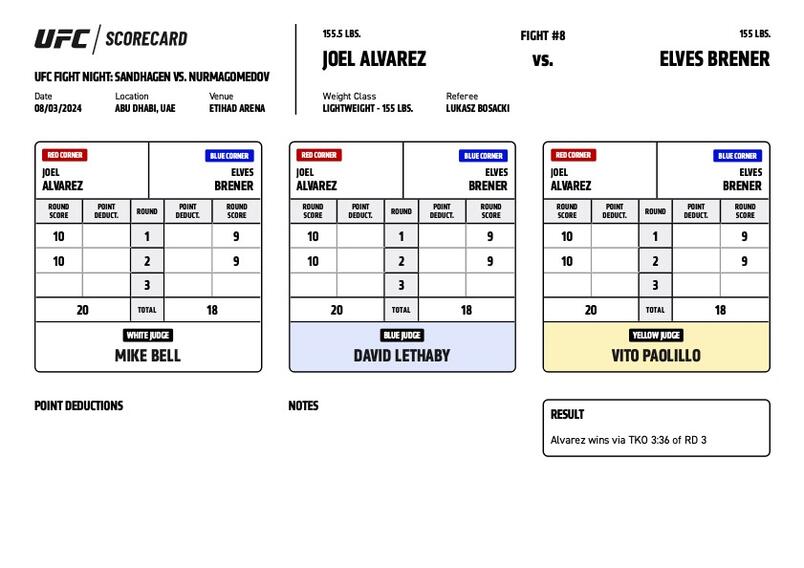 UFC / SCORECARD
UFC FIGHT NIGHT: SANDHAGEN VS. NURMAGOMEDOV
Date Location Venue
08/03/2024 ABU DHABI, UAE ETIHAD ARENA
155.5 LBS. FIGHT #8 155 LBS.
JOEL ALVAREZ vs. ELVES BRENER
Weight Class Referee
LIGHTWEIGHT - 155 LBS. LUKASZ BOSACKI
RED CORNER BLUE CORNER
JOEL ELVES
ALVAREZ BRENER
ROUND SCORE POINT DEDUCT. ROUND POINT DEDUCT. ROUND SCORE
10 1 9
10 2 9
3
20 TOTAL 18
WHITE JUDGE
MIKE BELL
RED CORNER BLUE CORNER
JOEL ELVES
ALVAREZ BRENER
ROUND SCORE POINT DEDUCT. ROUND POINT DEDUCT. ROUND SCORE
10 1 9
10 2 9
3
20 TOTAL 18
BLUE JUDGE
DAVID LETHABY
RED CORNER BLUE CORNER
JOEL ELVES
ALVAREZ BRENER
ROUND SCORE POINT DEDUCT. ROUND POINT DEDUCT. ROUND SCORE
10 1 9
10 2 9
3
20 TOTAL 18
YELLOW JUDGE
VITO PAOLILLO
POINT DEDUCTIONS
NOTES
RESULT
Alvarez wins via TKO 3:36 of RD 3